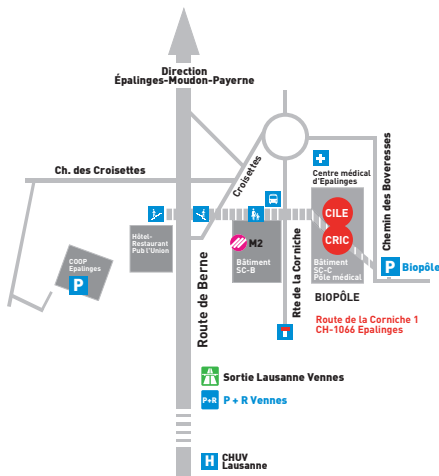 Direction
Épalinges-Moudon-Payerne
Ch. des Croisettes
Croisettes
Centre médical
d'Epalinges
Chemin des Boveresses
CILE
CRIC
M2
Hôtel-
Restaurant
Pub l'Union
Bâtiment
SC-B
Bâtiment
SC-C
Pôle médical
COOP
Epalinges
P
P Biopôle
Route de Berne
Rte de la Corniche
BIOPÔLE
Route de la Corniche 1
CH-1066 Epalinges
Sortie Lausanne Vennes
P+R P + R Vennes
H CHUV
Lausanne